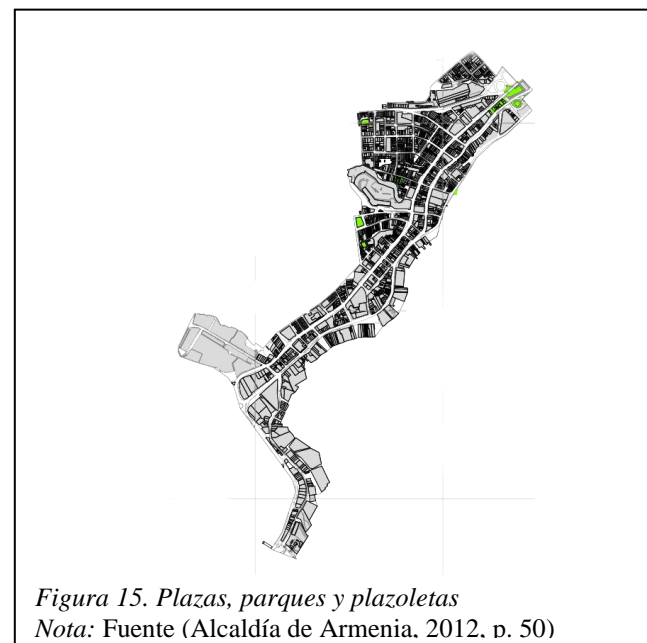 Figura 15. Plazas, parques y plazoletas
Nota: Fuente (Alcaldía de Armenia, 2012, p. 50)